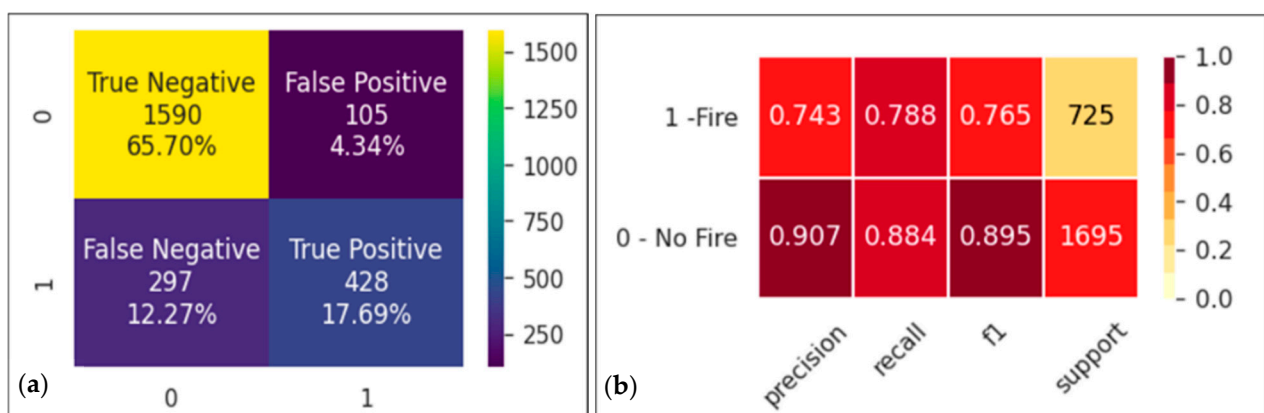 True Negative
1590
65.70%
False Positive
105
4.34%
False Negative
297
12.27%
True Positive
428
17.69%
0
1
0
1
1500
1250
1000
750
500
250
(a)
1 -Fire
0.743
0.788
0.765
725
0 - No Fire
0.907
0.884
0.895
1695
precision
recall
f1
support
1.0
0.8
0.6
0.4
0.2
0.0
(b)